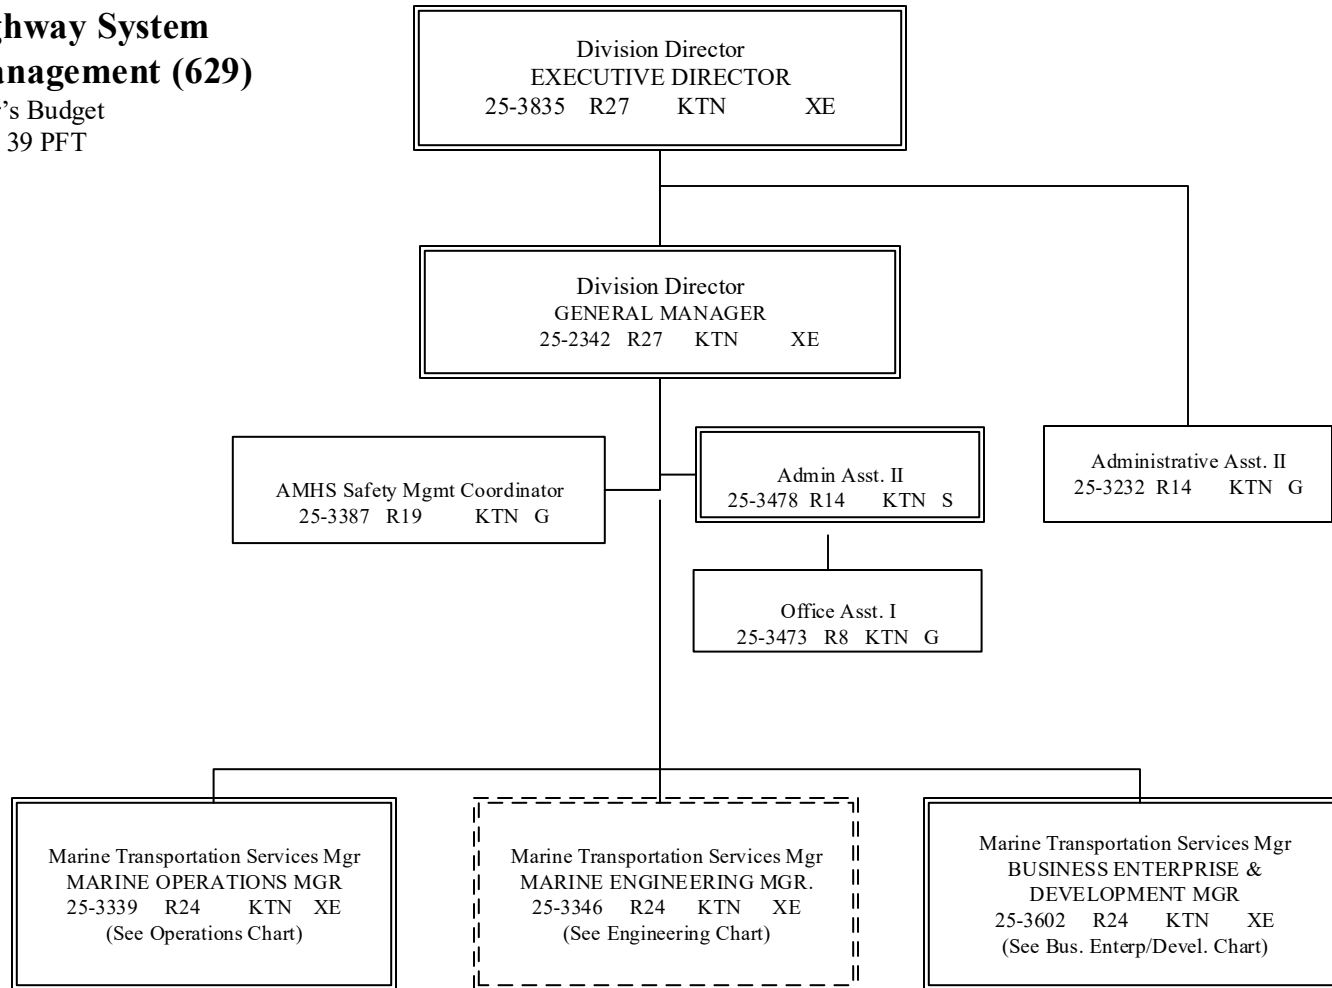 hway System
anagement (629)
's Budget
39 PFT
Division Director
EXECUTIVE DIRECTOR
25-3835 R27 KTN XE
Division Director
GENERAL MANAGER
25-2342 R27 KTN XE
AMHS Safety Mgmt Coordinator
25-3387 R19 KTN G
Admin Asst. II
25-3478 R14 KTN S
Administrative Asst. II
25-3232 R14 KTN G
Office Asst. I
25-3473 R8 KTN G
Marine Transportation Services Mgr
MARINE OPERATIONS MGR
25-3339 R24 KTN XE
(See Operations Chart)
Marine Transportation Services Mgr
MARINE ENGINEERING MGR.
25-3346 R24 KTN XE
(See Engineering Chart)
Marine Transportation Services Mgr
BUSINESS ENTERPRISE &
DEVELOPMENT MGR
25-3602 R24 KTN XE
(See Bus. Enterp/Devel. Chart)